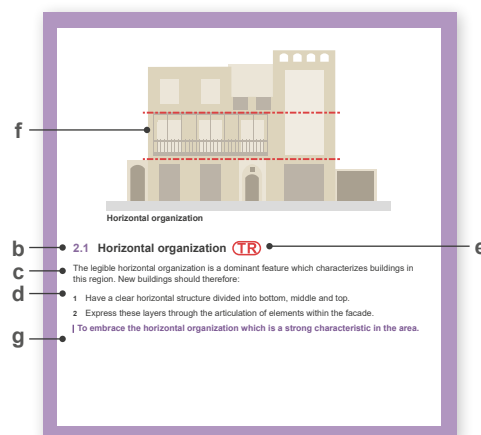 f
Horizontal organization
b 2.1 Horizontal organization TR e
c The legible horizontal organization is a dominant feature which characterizes buildings in
this region. New buildings should therefore:
d 1 Have a clear horizontal structure divided into bottom, middle and top.
2 Express these layers through the articulation of elements within the facade.
g | To embrace the horizontal organization which is a strong characteristic in the area.